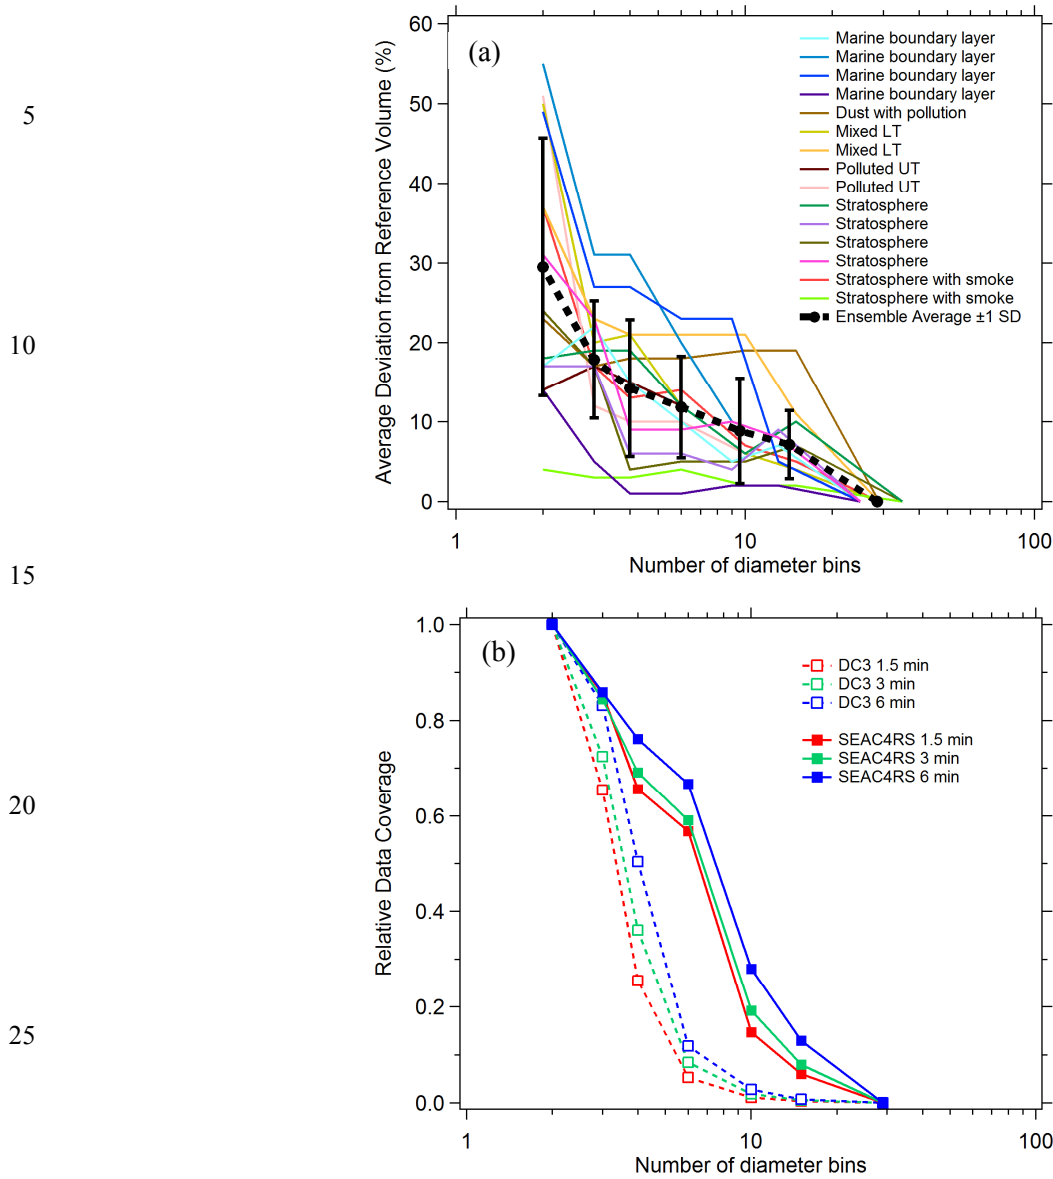 (a)
Average Deviation from Reference Volume (%)
60
50
40
30
20
10
0
Marine boundary layer
Marine boundary layer
Marine boundary layer
Marine boundary layer
Dust with pollution
Mixed LT
Mixed LT
Polluted UT
Polluted UT
Stratosphere
Stratosphere
Stratosphere
Stratosphere
Stratosphere with smoke
Stratosphere with smoke
Ensemble Average ±1 SD
1
10
100
Number of diameter bins
5
10
15
(b)
Relative Data Coverage
1.0
0.8
0.6
0.4
0.2
0.0
DC3 1.5 min
DC3 3 min
DC3 6 min
SEAC4RS 1.5 min
SEAC4RS 3 min
SEAC4RS 6 min
1
10
100
Number of diameter bins
20
25